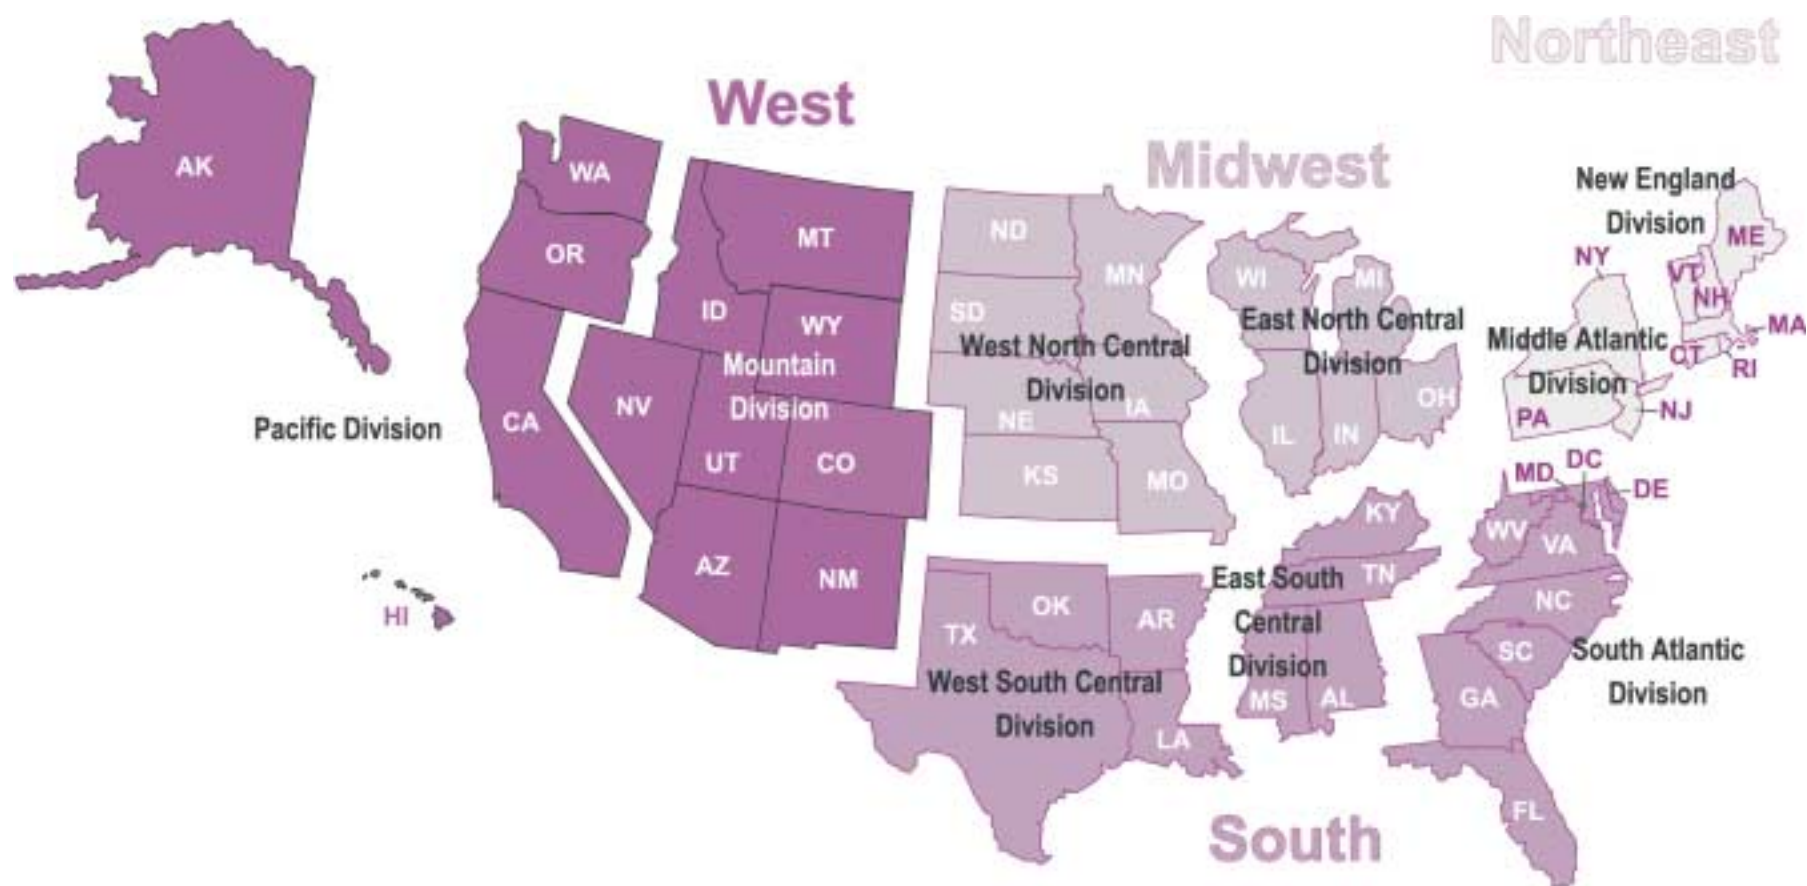 Northeast
West
Midwest
AK
WA
New England
Division
ME
OR
MT
ND
MN
WI
MI
NY
VT
NH
ID
WY
SD
East North Central
Division
Middle Atlantic
Division
MA
CT
RI
Mountain
Division
West North Central
Division
Pacific Division
CA
NV
NE
IA
IL
IN
OH
PA
NJ
UT
CO
KS
MO
MD
DC
DE
KY
WV
VA
AZ
NM
East South
Central
Division
TN
NC
HI
OK
AR
TX
SC
South Atlantic
Division
West South Central
Division
MS
AL
GA
LA
FL
South